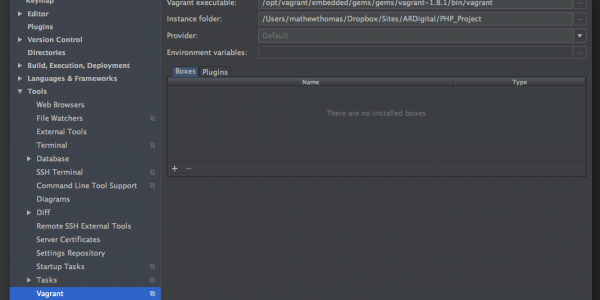 Keymap
Editor
Plugins
Version Control
Directories
Build, Execution, Deployment
Languages & Frameworks
Tools
Web Browsers
File Watchers
External Tools
Terminal
Database
SSH Terminal
Command Line Tool Support
Diagrams
Diff
Remote SSH External Tools
Server Certificates
Settings Repository
Startup Tasks
Tasks
Vagrant
Vagrant executable: /opt/vagrant/embedded/gems/gems/vagrant-1.8.1/bin/vagrant ...
Instance folder: /Users/mathewthomas/Dropbox/Sites/ARDigital/PHP_Project ...
Provider: Default
Environment variables: ...
Boxes Plugins
Name Type
There are no installed boxes
+ −